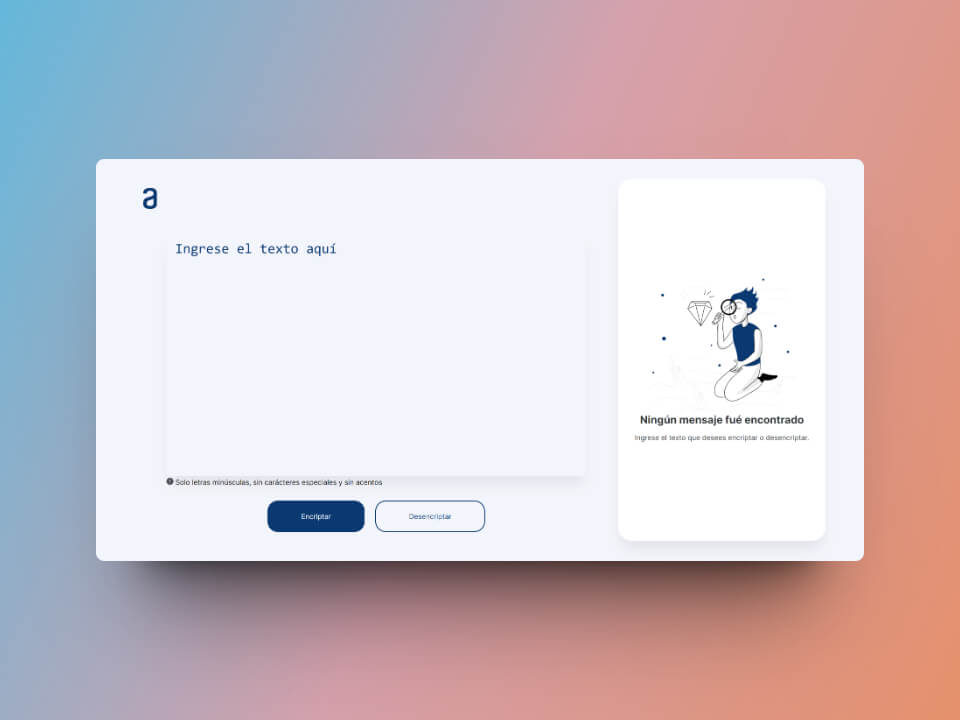 a
Ingrese el texto aquí
Solo letras minúsculas, sin carácteres especiales y sin acentos
Encriptar
Desencriptar
Ningún mensaje fué encontrado
Ingrese el texto que desees encriptar o desencriptar.